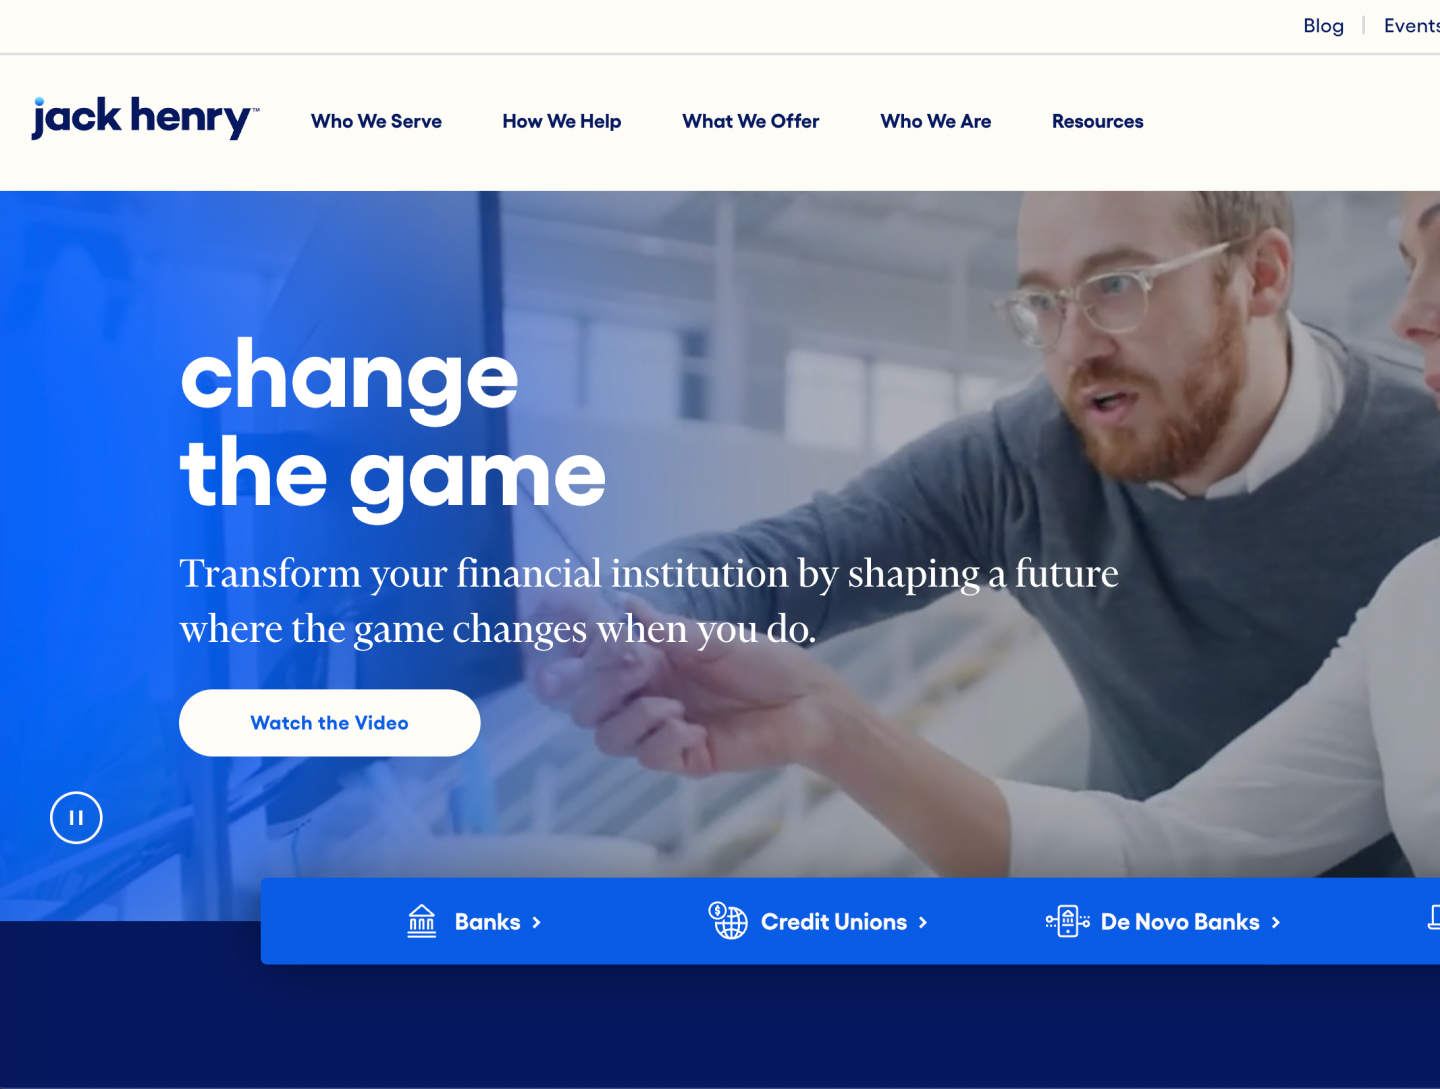 Blog
Events
jack henry™
Who We Serve
How We Help
What We Offer
Who We Are
Resources
change
the game
Transform your financial institution by shaping a future
where the game changes when you do.
Watch the Video
Banks
Credit Unions
De Novo Banks